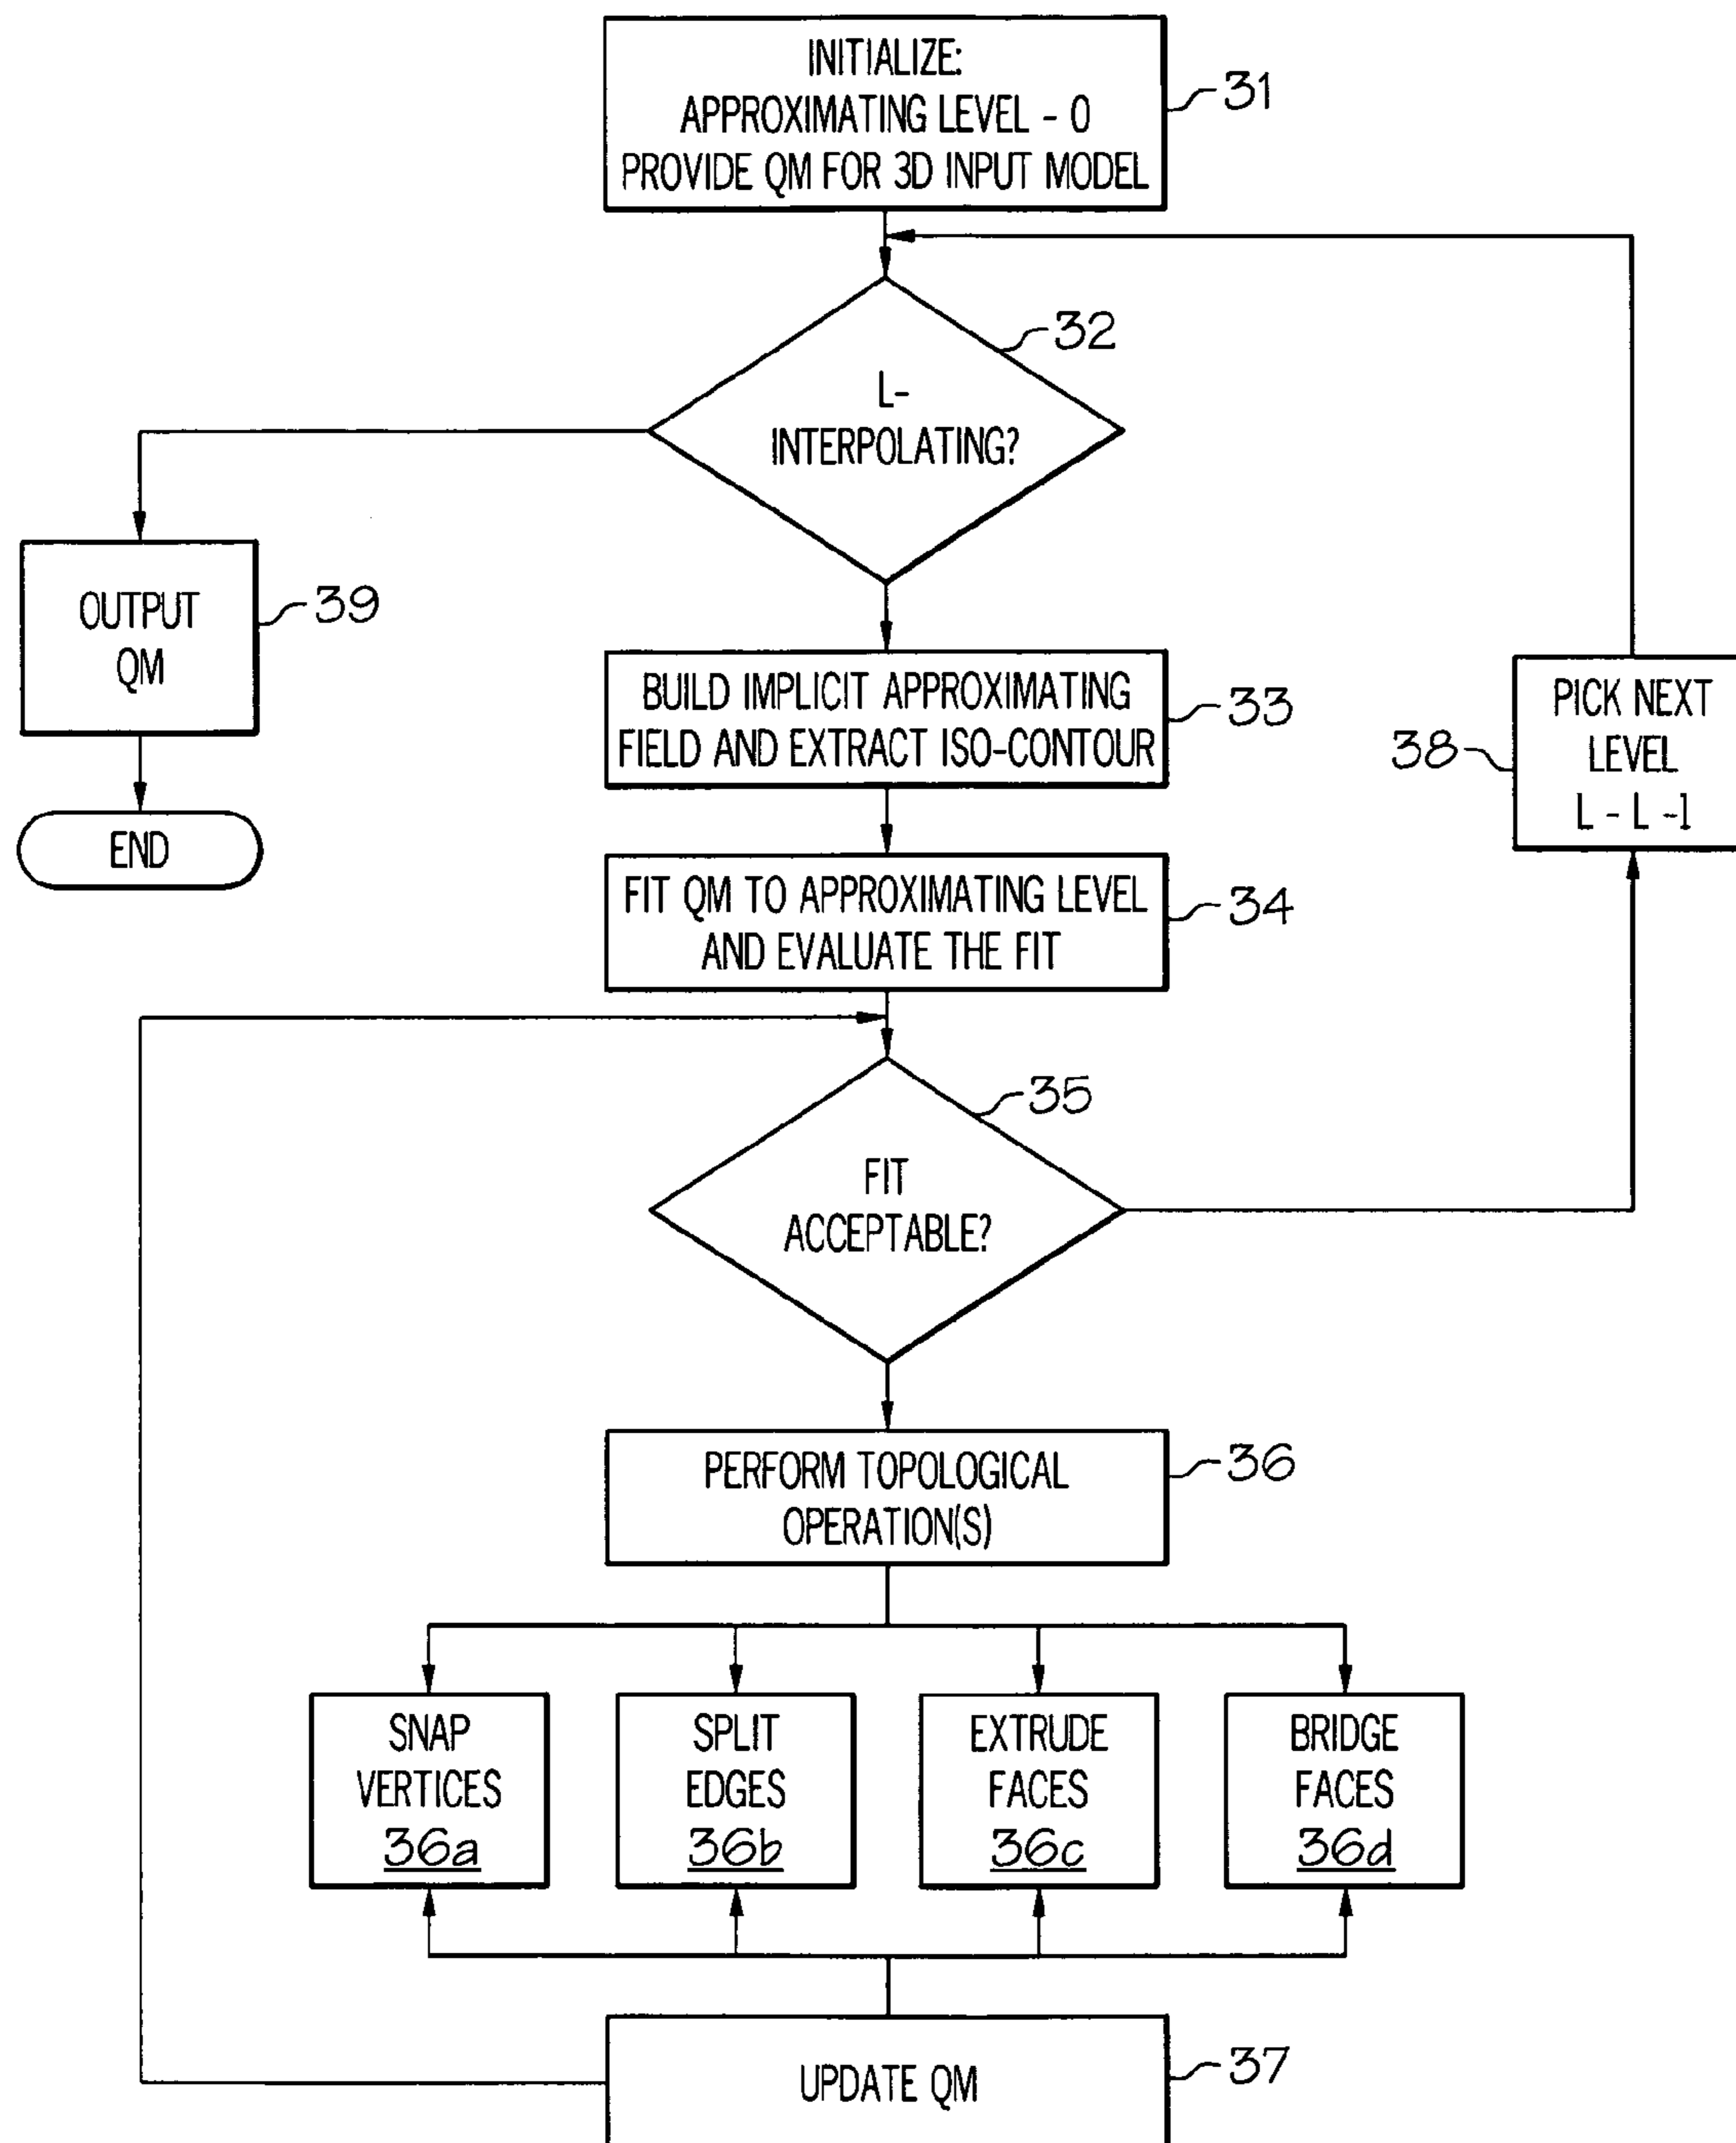 INITIALIZE:
APPROXIMATING LEVEL - 0
PROVIDE QM FOR 3D INPUT MODEL
31
32
L-
INTERPOLATING?
OUTPUT
QM
39
END
BUILD IMPLICIT APPROXIMATING
FIELD AND EXTRACT ISO-CONTOUR
33
PICK NEXT
LEVEL
L - L -1
38
FIT QM TO APPROXIMATING LEVEL
AND EVALUATE THE FIT
34
35
FIT
ACCEPTABLE?
PERFORM TOPOLOGICAL
OPERATION(S)
36
SNAP
VERTICES
36a
SPLIT
EDGES
36b
EXTRUDE
FACES
36c
BRIDGE
FACES
36d
UPDATE QM
37